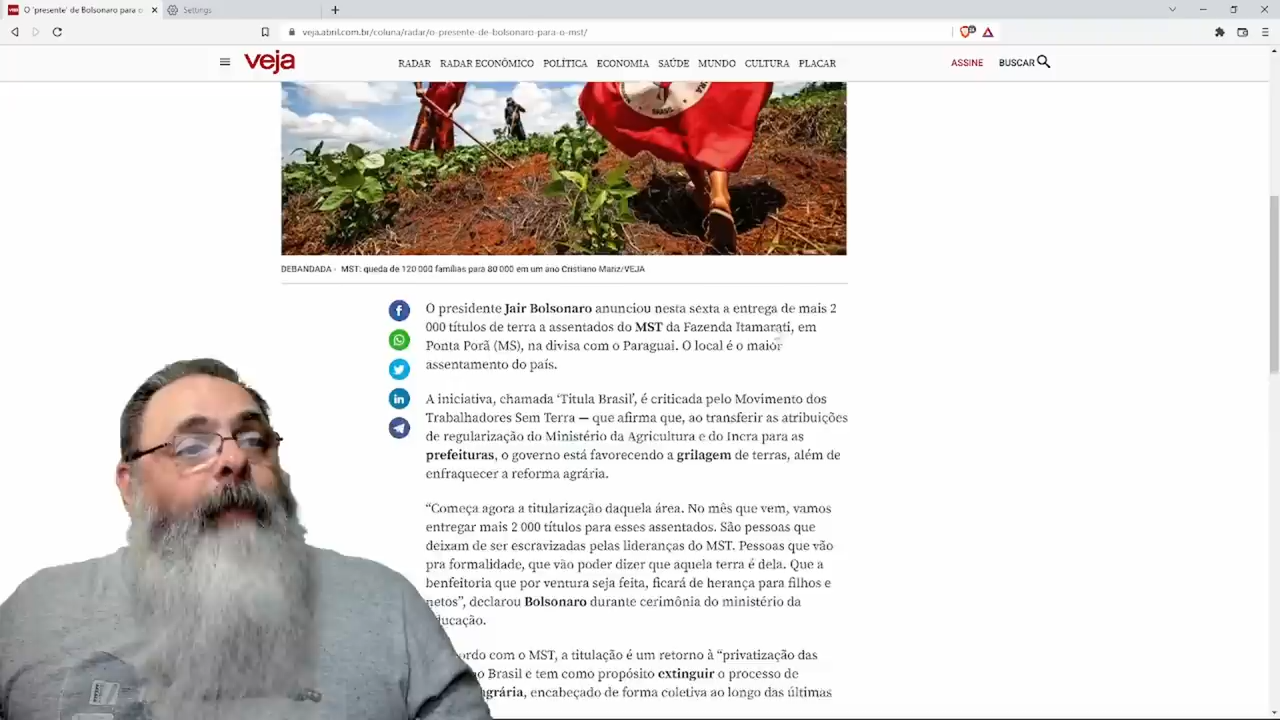 O 'presente' de Bolsonaro para o
Settings
veja.abril.com.br/coluna/radar/o-presente-de-bolsonaro-para-o-mst/
veja
RADAR RADAR ECONÔMICO POLÍTICA ECONOMIA SAÚDE MUNDO CULTURA PLACAR
ASSINE BUSCAR
BRASIL
DEBANDADA - MST: queda de 120 000 famílias para 80 000 em um ano Cristiano Mariz/VEJA
O presidente Jair Bolsonaro anunciou nesta sexta a entrega de mais 2
000 títulos de terra a assentados do MST da Fazenda Itamarati, em
Ponta Porã (MS), na divisa com o Paraguai. O local é o maior
assentamento do país.
A iniciativa, chamada ‘Titula Brasil’, é criticada pelo Movimento dos
Trabalhadores Sem Terra — que afirma que, ao transferir as atribuições
de regularização do Ministério da Agricultura e do Incra para as
prefeituras, o governo está favorecendo a grilagem de terras, além de
enfraquecer a reforma agrária.
“Começa agora a titularização daquela área. No mês que vem, vamos
entregar mais 2 000 títulos para esses assentados. São pessoas que
deixam de ser escravizadas pelas lideranças do MST. Pessoas que vão
pra formalidade, que vão poder dizer que aquela terra é dela. Que a
benfeitoria que por ventura seja feita, ficará de herança para filhos e
netos”, declarou Bolsonaro durante cerimônia do ministério da
ducação.
ordo com o MST, a titulação é um retorno à “privatização das
o Brasil e tem como propósito extinguir o processo de
grária, encabeçado de forma coletiva ao longo das últimas